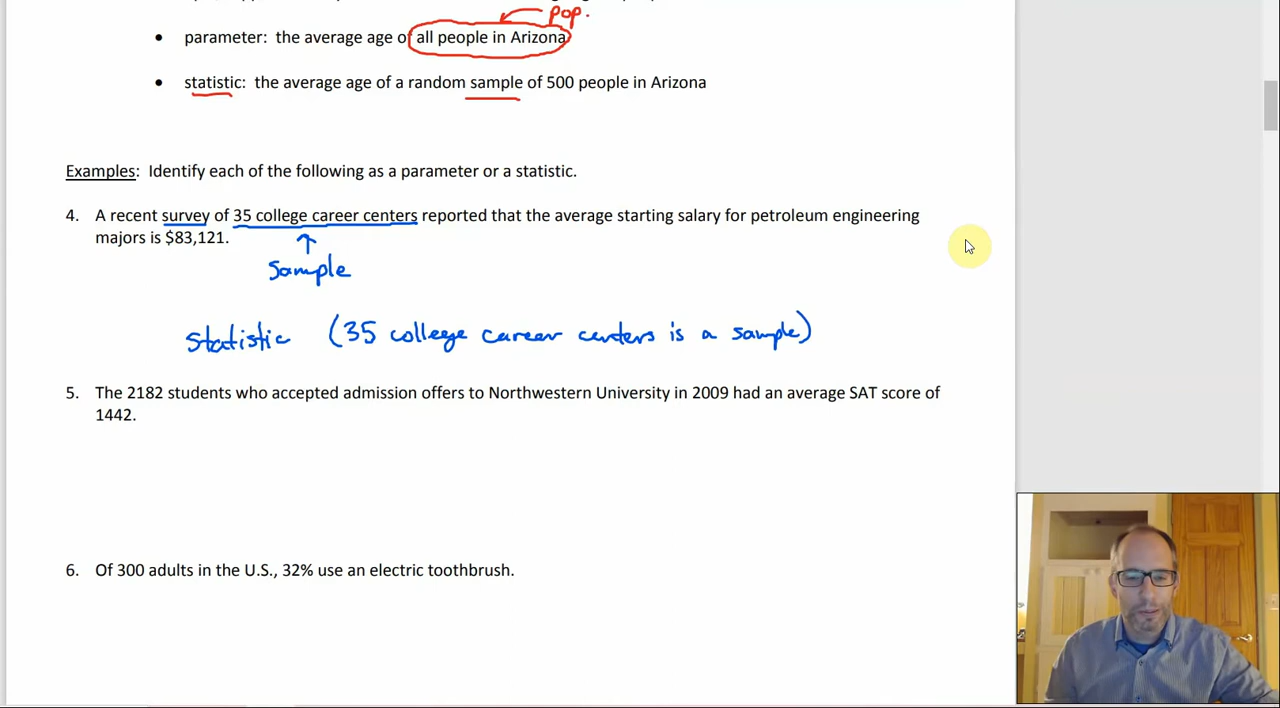 pop.
• parameter: the average age of all people in Arizona
• statistic: the average age of a random sample of 500 people in Arizona
Examples: Identify each of the following as a parameter or a statistic.
4. A recent survey of 35 college career centers reported that the average starting salary for petroleum engineering
majors is $83,121.
sample
statistic (35 college career centers is a sample)
5. The 2182 students who accepted admission offers to Northwestern University in 2009 had an average SAT score of
1442.
6. Of 300 adults in the U.S., 32% use an electric toothbrush.